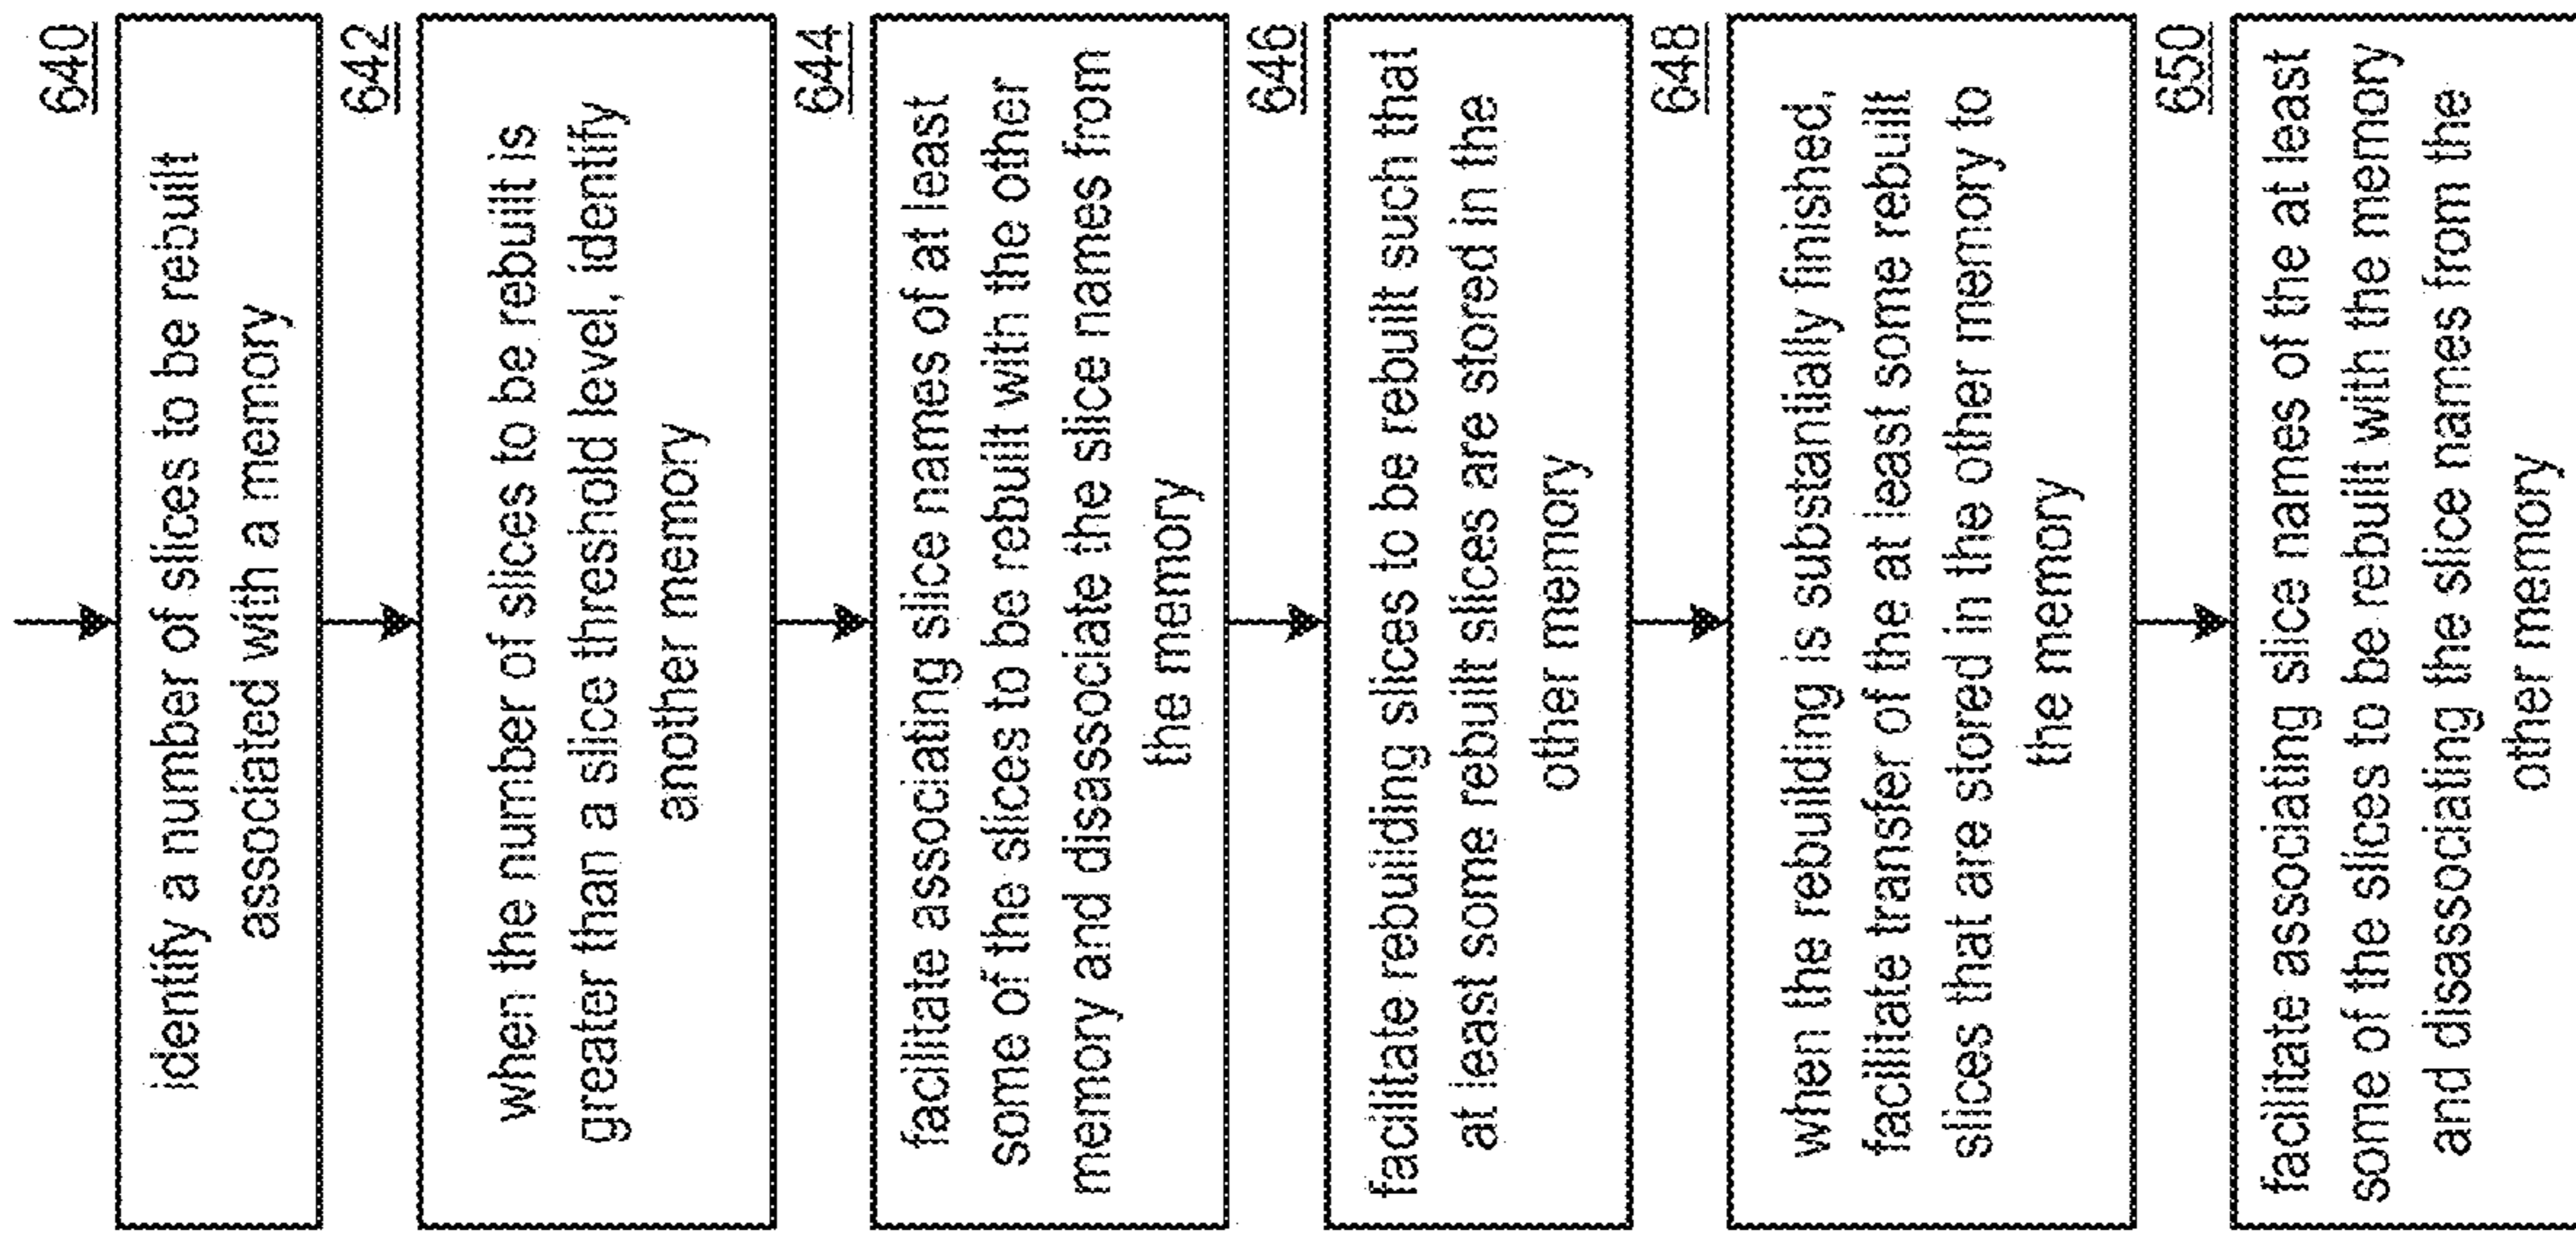 640
identify a number of slices to be rebuilt
associated with a memory
642
when the number of slices to be rebuilt is
greater than a slice threshold level, identify
another memory
644
facilitate associating slice names of at least
some of the slices to be rebuilt with the other
memory and disassociate the slice names from
the memory
646
facilitate rebuilding slices to be rebuilt such that
at least some rebuilt slices are stored in the
other memory
648
when the rebuilding is substantially finished,
facilitate transfer of the at least some rebuilt
slices that are stored in the other memory to
the memory
650
facilitate associating slice names of the at least
some of the slices to be rebuilt with the memory
and disassociating the slice names from the
other memory